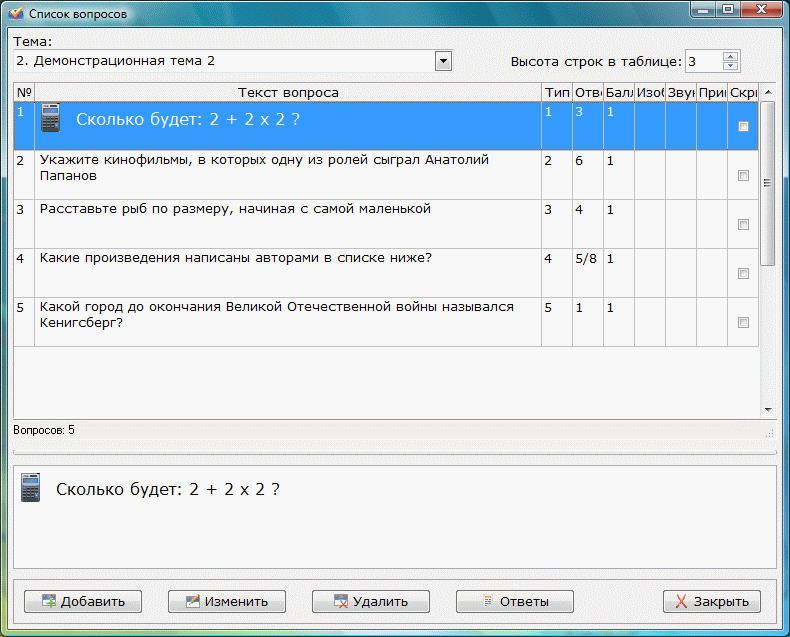 Список вопросов
Тема:
2. Демонстрационная тема 2
Высота строк в таблице: 3
№ Текст вопроса Тип Отве Балл Изоб Звук Прим Скры
1 Сколько будет: 2 + 2 x 2 ? 1 3 1
2 Укажите кинофильмы, в которых одну из ролей сыграл Анатолий 2 6 1
Папанов
3 Расставьте рыб по размеру, начиная с самой маленькой 3 4 1
4 Какие произведения написаны авторами в списке ниже? 4 5/8 1
5 Какой город до окончания Великой Отечественной войны назывался 5 1 1
Кенигсберг?
Вопросов: 5
Сколько будет: 2 + 2 x 2 ?
Добавить Изменить Удалить Ответы Закрыть